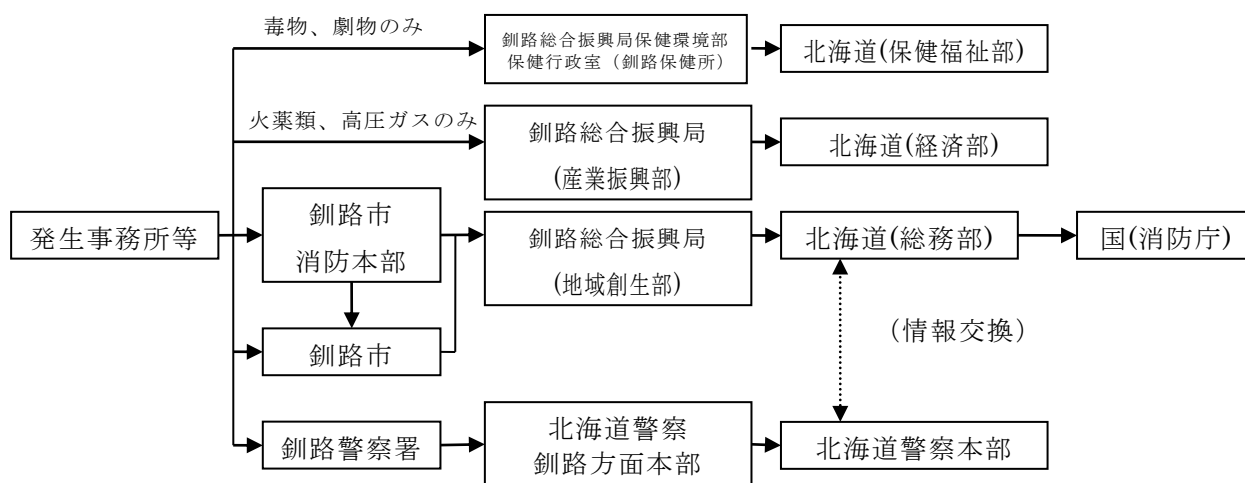 毒物、劇物のみ
釧路総合振興局保健環境部
保健行政室（釧路保健所）
北海道(保健福祉部)
火薬類、高圧ガスのみ
釧路総合振興局
(産業振興部)
北海道(経済部)
発生事務所等
釧路市
消防本部
釧路総合振興局
(地域創生部)
北海道(総務部)
国(消防庁)
釧路市
（情報交換）
釧路警察署
北海道警察
釧路方面本部
北海道警察本部